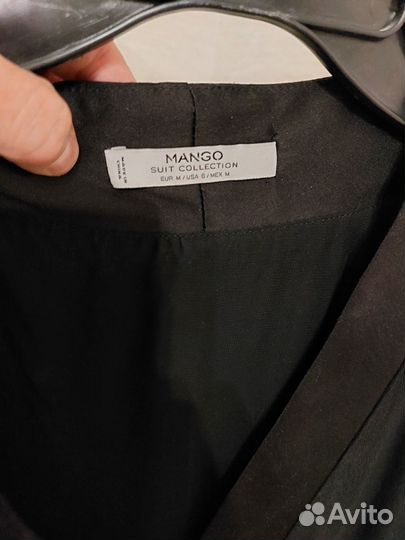 MANGO
SUIT COLLECTION
EUR M / USA 6 / MEX M
Avito